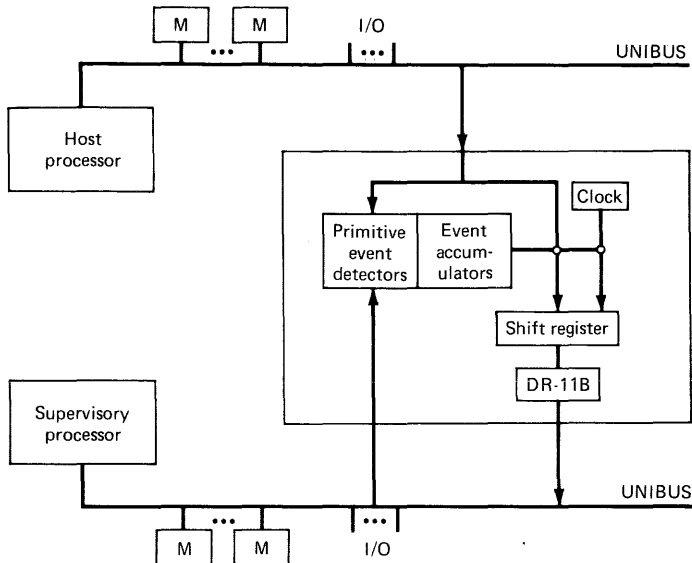 M
M
I/O
UNIBUS
Host
processor
Clock
Primitive
event
detectors
Event
accum-
ulators
Shift register
DR-11B
Supervisory
processor
UNIBUS
M
M
I/O